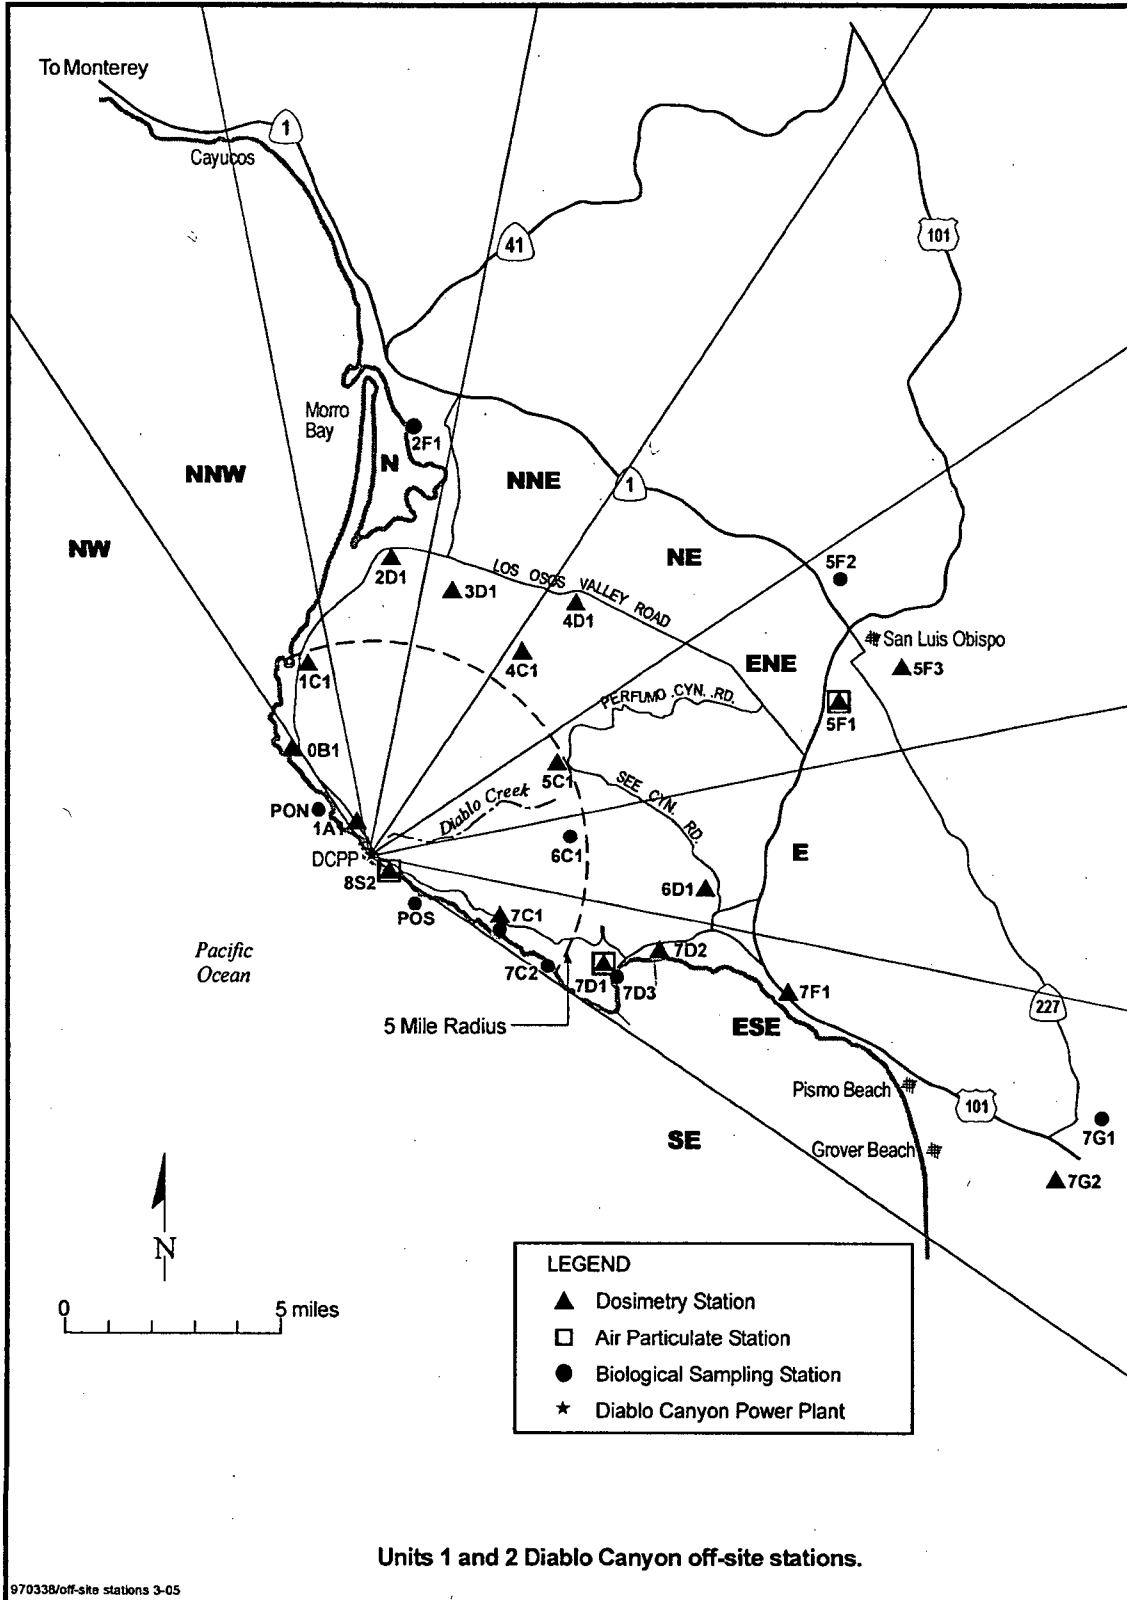 To Monterey
1
Cayucos
41
101
Morro
Bay
2F1
N
NNW
NNE
1
NW
NE
5F2
2D1
LOS OSOS VALLEY ROAD
3D1
4D1
San Luis Obispo
ENE
5F3
4C1
1C1
PERFUMO CYN. RD.
5F1
0B1
5C1
SEE CYN. RD.
PON
Diablo Creek
1A1
DCPP
6C1
E
8S2
6D1
POS
7C1
Pacific
Ocean
7C2
7D1
7D3
7D2
7F1
227
5 Mile Radius
ESE
Pismo Beach
101
SE
Grover Beach
7G1
7G2
N
0
5 miles
LEGEND
Dosimetry Station
Air Particulate Station
Biological Sampling Station
Diablo Canyon Power Plant
Units 1 and 2 Diablo Canyon off-site stations.
970338/off-site stations 3-05